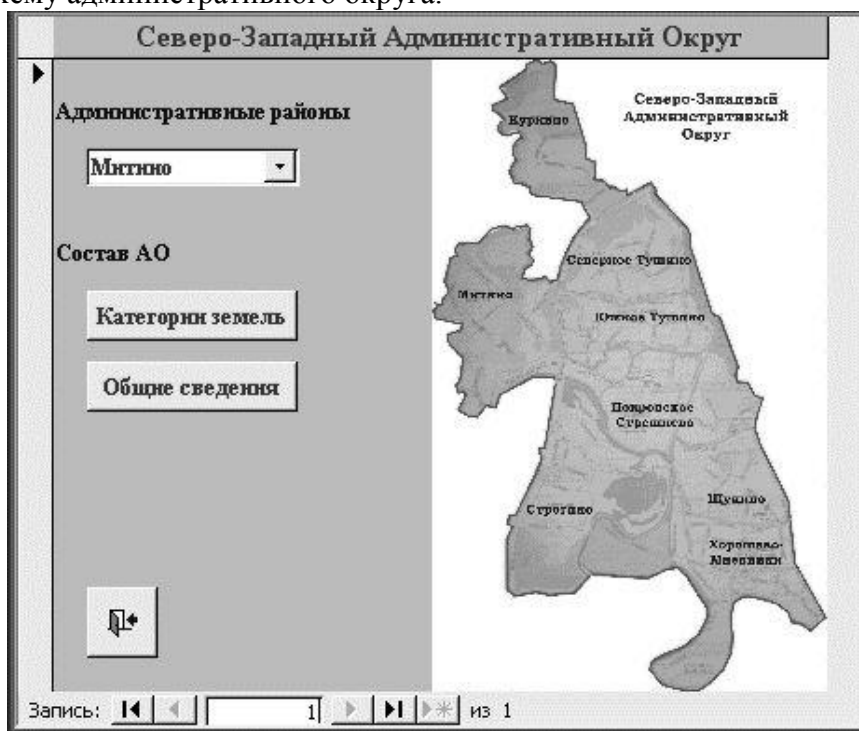 нему административного округа.
Северо-Западный Административный Округ
Административные районы
Митино
Состав АО
Категории земель
Общие сведения
Северо-Западный
Административный
Округ
Куркино
Северное Тушино
Митино
Южное Тушино
Покровское
Стрешнево
Щукино
Строгино
Хорошево-
Мневники
Запись: 1 из 1